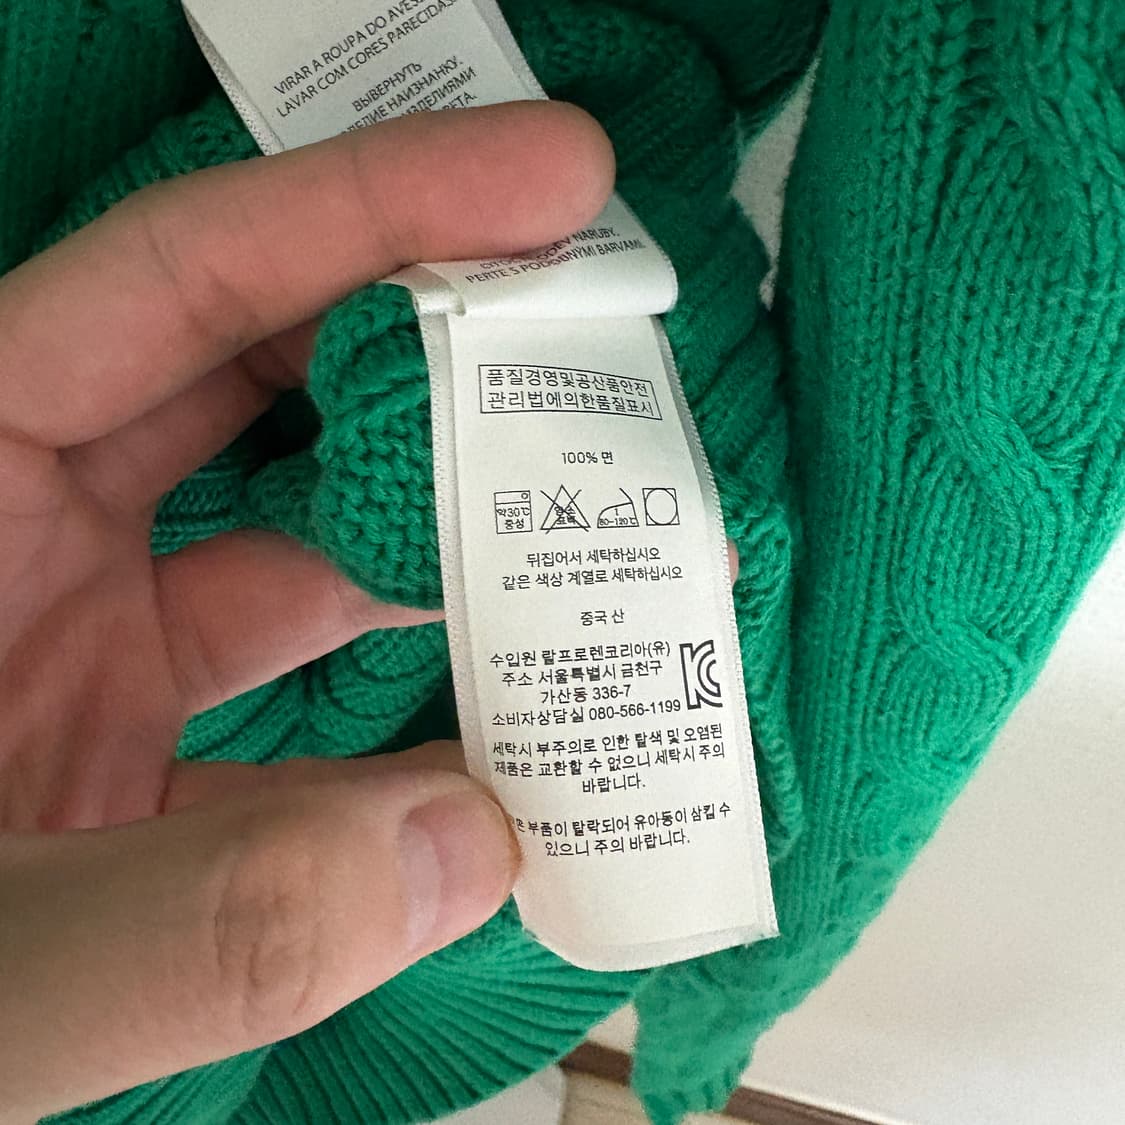 VIRAR A ROUPA DO
LAVAR COM CORES PARECIDAS.
ВЫВЕРНУТЬ
НАИЗНАНКУ.
NARUBY.
PERTE S PODOBNÝMI BARVAMI.
품질경영및공산품안전
관리법에의한품질표시
100% 면
약30℃
중성
염소
표백
80~120℃
뒤집어서 세탁하십시오
같은 색상 계열로 세탁하십시오
중국 산
수입원 랄프로렌코리아(유)
주소 서울특별시 금천구
가산동 336-7
소비자상담실 080-566-1199
세탁시 부주의로 인한 탈색 및 오염된
제품은 교환할 수 없으니 세탁시 주의
바랍니다.
부품이 탈락되어 유아동이 삼킬 수
있으니 주의 바랍니다.